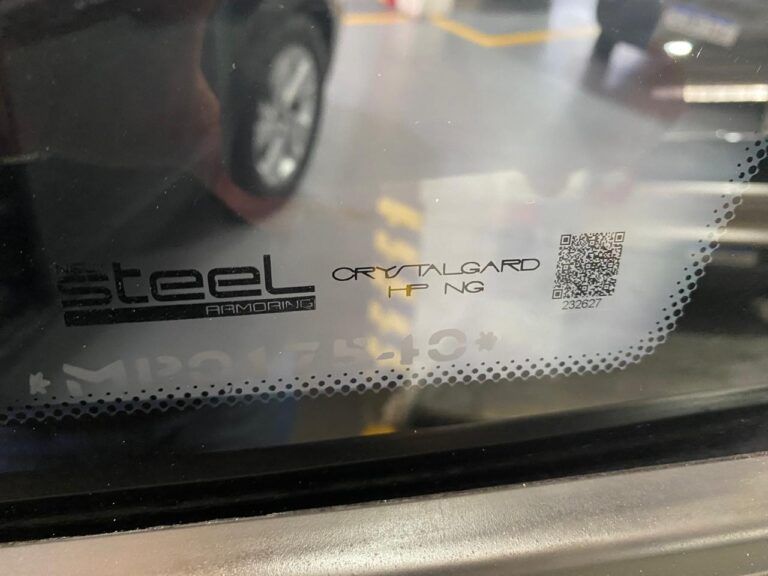 steel
ARMORING
CRYSTALGARD
HP NG
232627